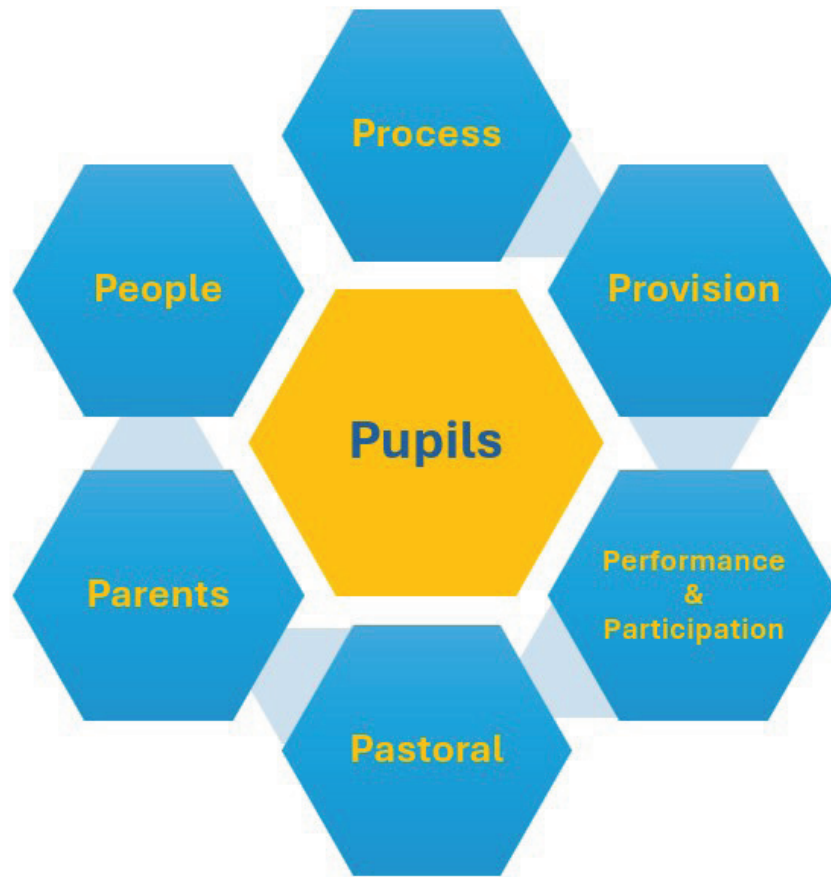 Process
People
Provision
Pupils
Parents
Performance
&
Participation
Pastoral